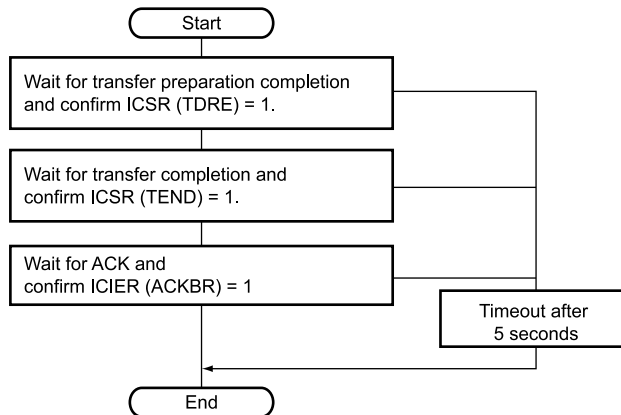 Start
Wait for transfer preparation completion
and confirm ICSR (TDRE) = 1.
Wait for transfer completion and
confirm ICSR (TEND) = 1.
Wait for ACK and
confirm ICIER (ACKBR) = 1
Timeout after
5 seconds
End